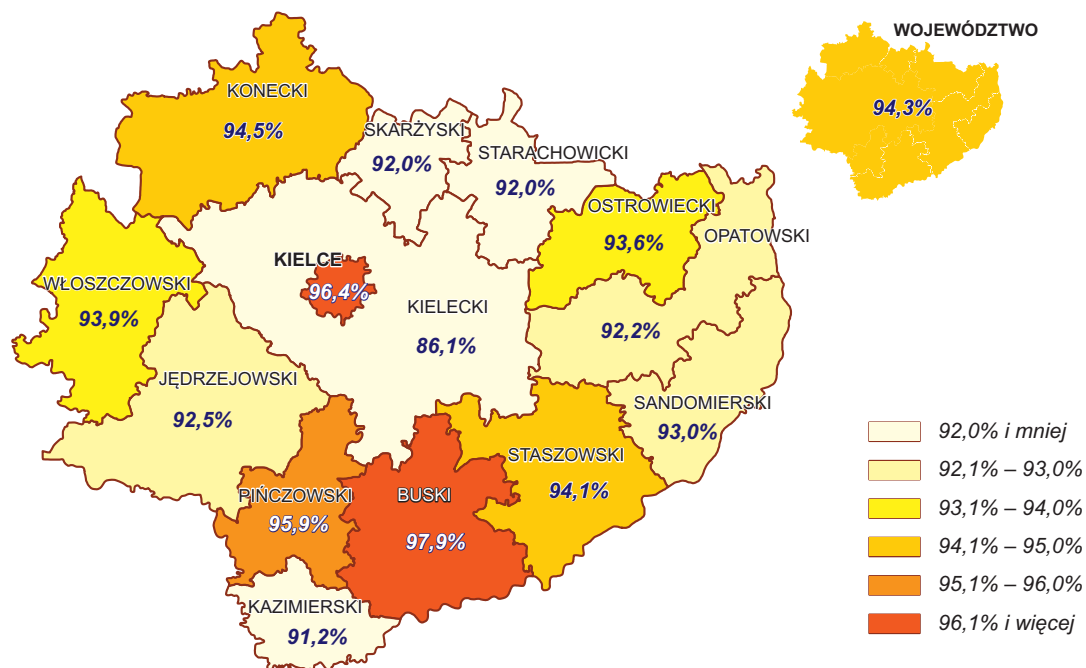 WOJEWÓDZTWO
94,3%
KONECKI
94,5%
SKARŻYSKI
92,0%
STARACHOWICKI
92,0%
OSTROWIECKI
93,6%
OPATOWSKI
92,2%
WŁOSZCZOWSKI
93,9%
KIELCE
96,4%
KIELECKI
86,1%
JĘDRZEJOWSKI
92,5%
SANDOMIERSKI
93,0%
STASZOWSKI
94,1%
PIŃCZOWSKI
95,9%
BUSKI
97,9%
KAZIMIERSKI
91,2%
92,0% i mniej
92,1% – 93,0%
93,1% – 94,0%
94,1% – 95,0%
95,1% – 96,0%
96,1% i więcej